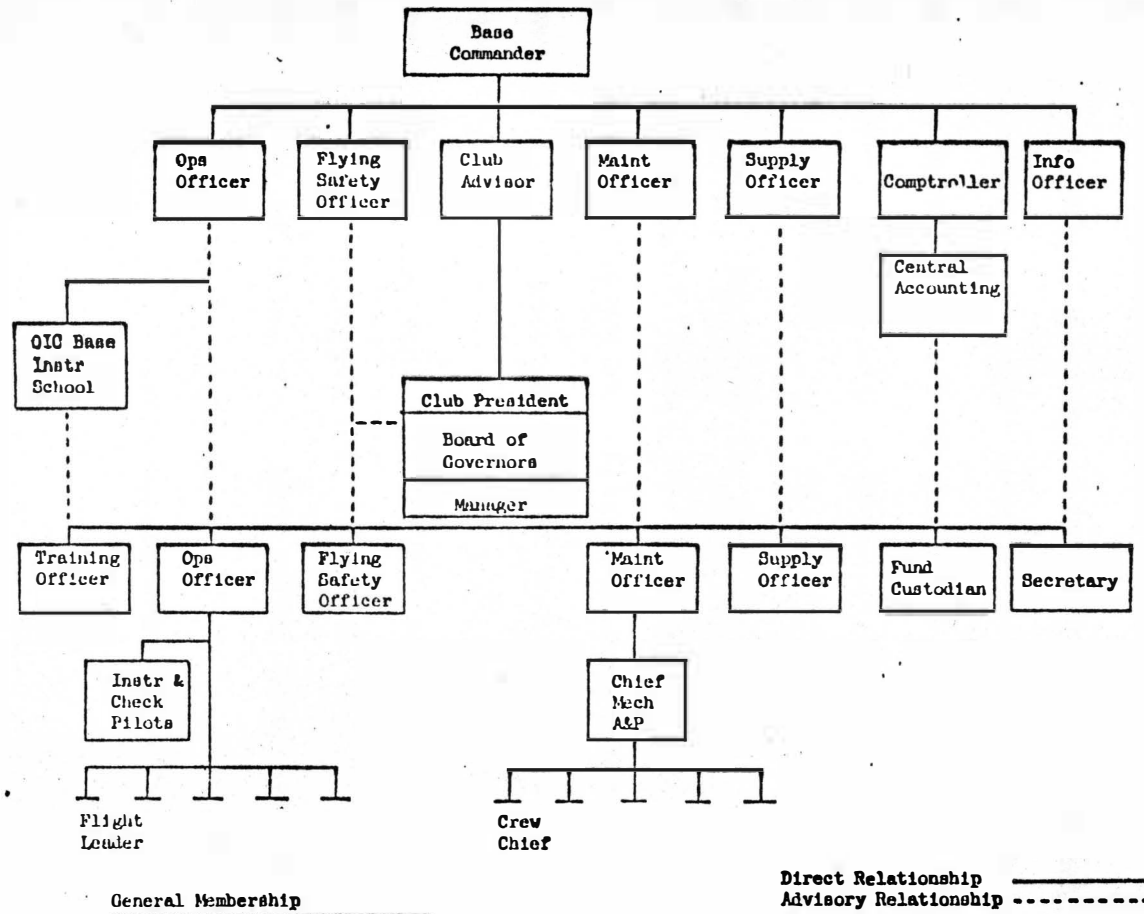 Base
Commander
Ops
Officer
Flying
Safety
Officer
Club
Advisor
Maint
Officer
Supply
Officer
Comptroller
Info
Officer
Central
Accounting
OIC Base
Instr
School
Club President
Board of
Governors
Manager
Training
Officer
Ops
Officer
Flying
Safety
Officer
Maint
Officer
Supply
Officer
Fund
Custodian
Secretary
Instr &
Check
Pilots
Chief
Mech
A&P
Flight
Leader
Crew
Chief
General Membership
Direct Relationship
Advisory Relationship